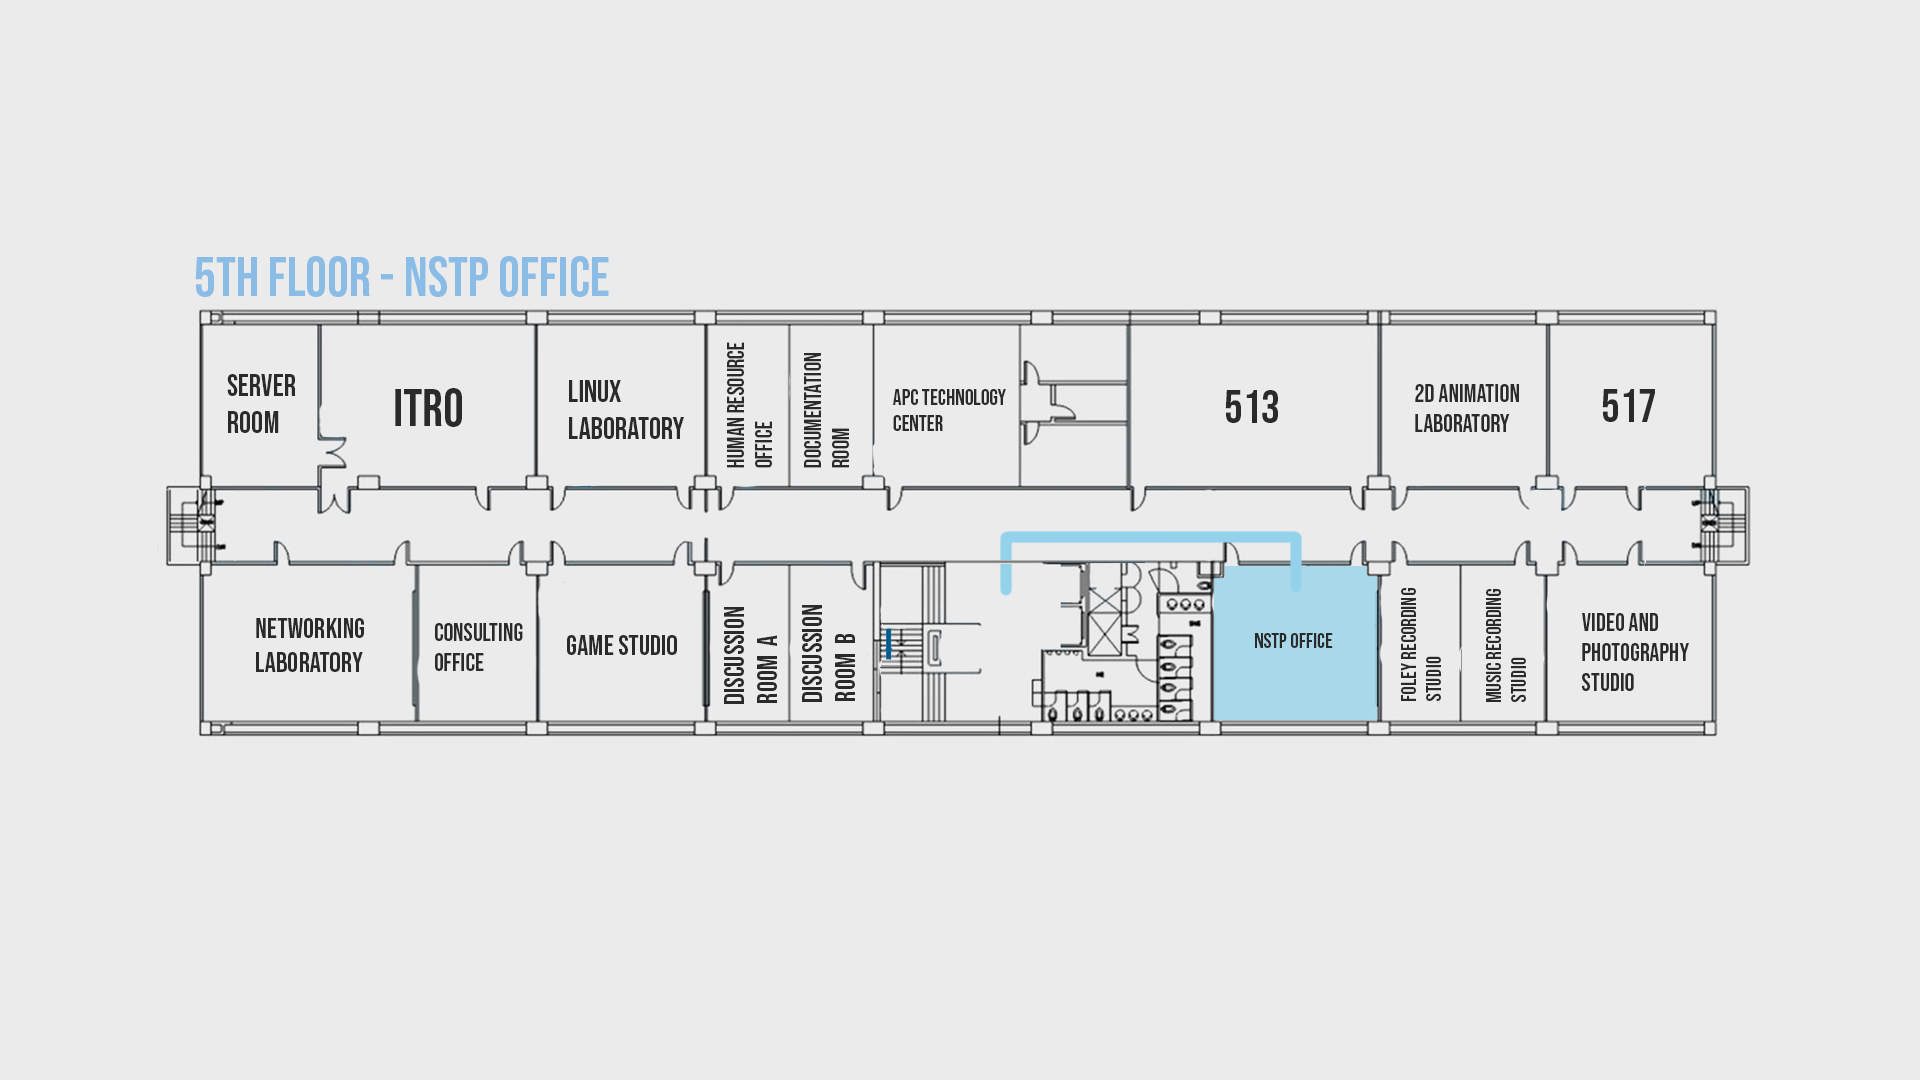 5TH FLOOR - NSTP OFFICE
SERVER
ROOM
ITRO
LINUX
LABORATORY
HUMAN RESOURCE
OFFICE
DOCUMENTATION
ROOM
APC TECHNOLOGY
CENTER
513
2D ANIMATION
LABORATORY
517
NETWORKING
LABORATORY
CONSULTING
OFFICE
GAME STUDIO
DISCUSSION
ROOM A
DISCUSSION
ROOM B
NSTP OFFICE
FOLEY RECORDING
STUDIO
MUSIC RECORDING
STUDIO
VIDEO AND
PHOTOGRAPHY
STUDIO